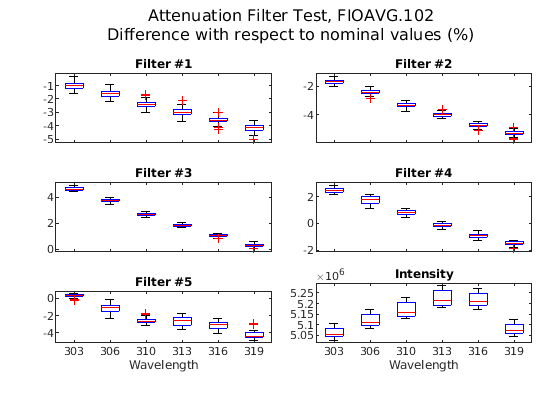 Attenuation Filter Test, FIOAVG.102
Difference with respect to nominal values (%)
Filter #1
-1
-2
-3
-4
-5
Filter #2
-2
-4
Filter #3
4
2
0
Filter #4
2
0
-2
Filter #5
0
-2
-4
303 306 310 313 316 319
Wavelength
Intensity
×10^6
5.25
5.2
5.15
5.1
5.05
303 306 310 313 316 319
Wavelength